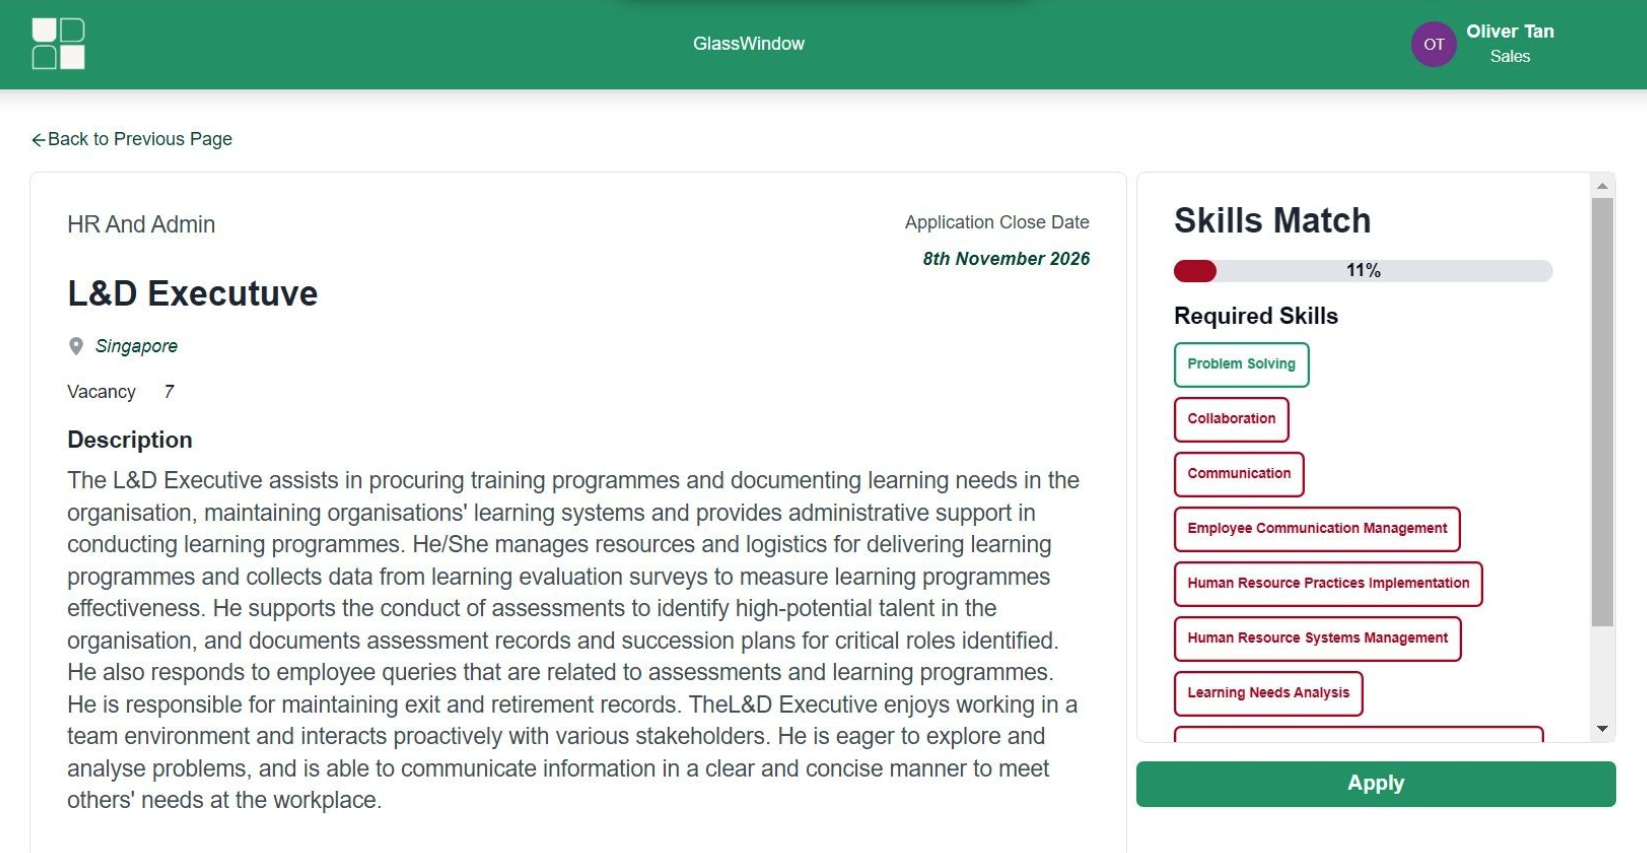 GlassWindow
OT
Oliver Tan
Sales
←Back to Previous Page
HR And Admin
Application Close Date
8th November 2026
L&D Executuve
Singapore
Vacancy 7
Description
The L&D Executive assists in procuring training programmes and documenting learning needs in the
organisation, maintaining organisations' learning systems and provides administrative support in
conducting learning programmes. He/She manages resources and logistics for delivering learning
programmes and collects data from learning evaluation surveys to measure learning programmes
effectiveness. He supports the conduct of assessments to identify high-potential talent in the
organisation, and documents assessment records and succession plans for critical roles identified.
He also responds to employee queries that are related to assessments and learning programmes.
He is responsible for maintaining exit and retirement records. TheL&D Executive enjoys working in a
team environment and interacts proactively with various stakeholders. He is eager to explore and
analyse problems, and is able to communicate information in a clear and concise manner to meet
others' needs at the workplace.
Skills Match
11%
Required Skills
Problem Solving
Collaboration
Communication
Employee Communication Management
Human Resource Practices Implementation
Human Resource Systems Management
Learning Needs Analysis
Apply